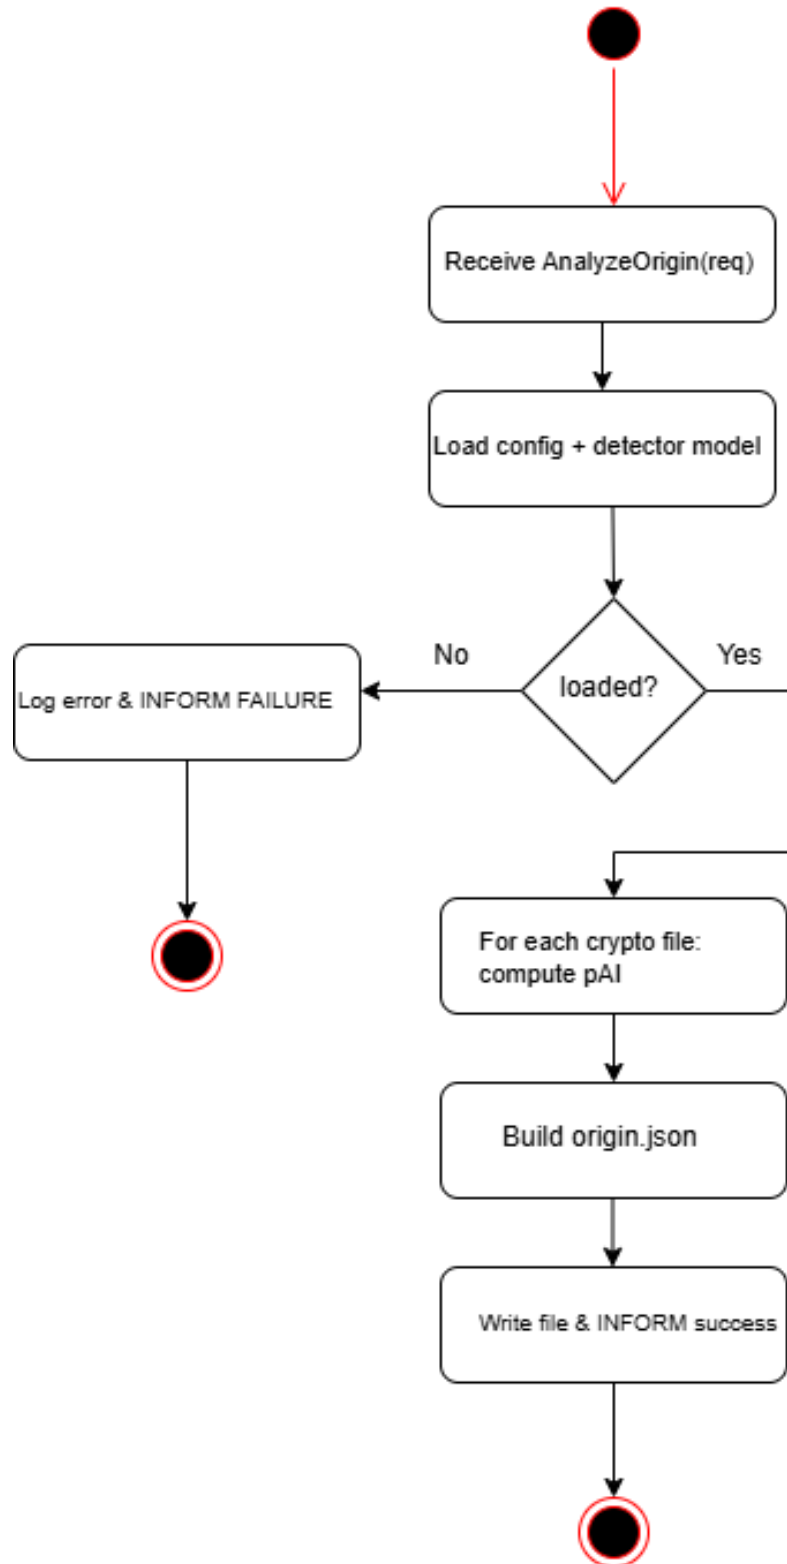 Receive AnalyzeOrigin(req)
Load config + detector model
No
Yes
loaded?
Log error & INFORM FAILURE
For each crypto file:
compute pAI
Build origin.json
Write file & INFORM success